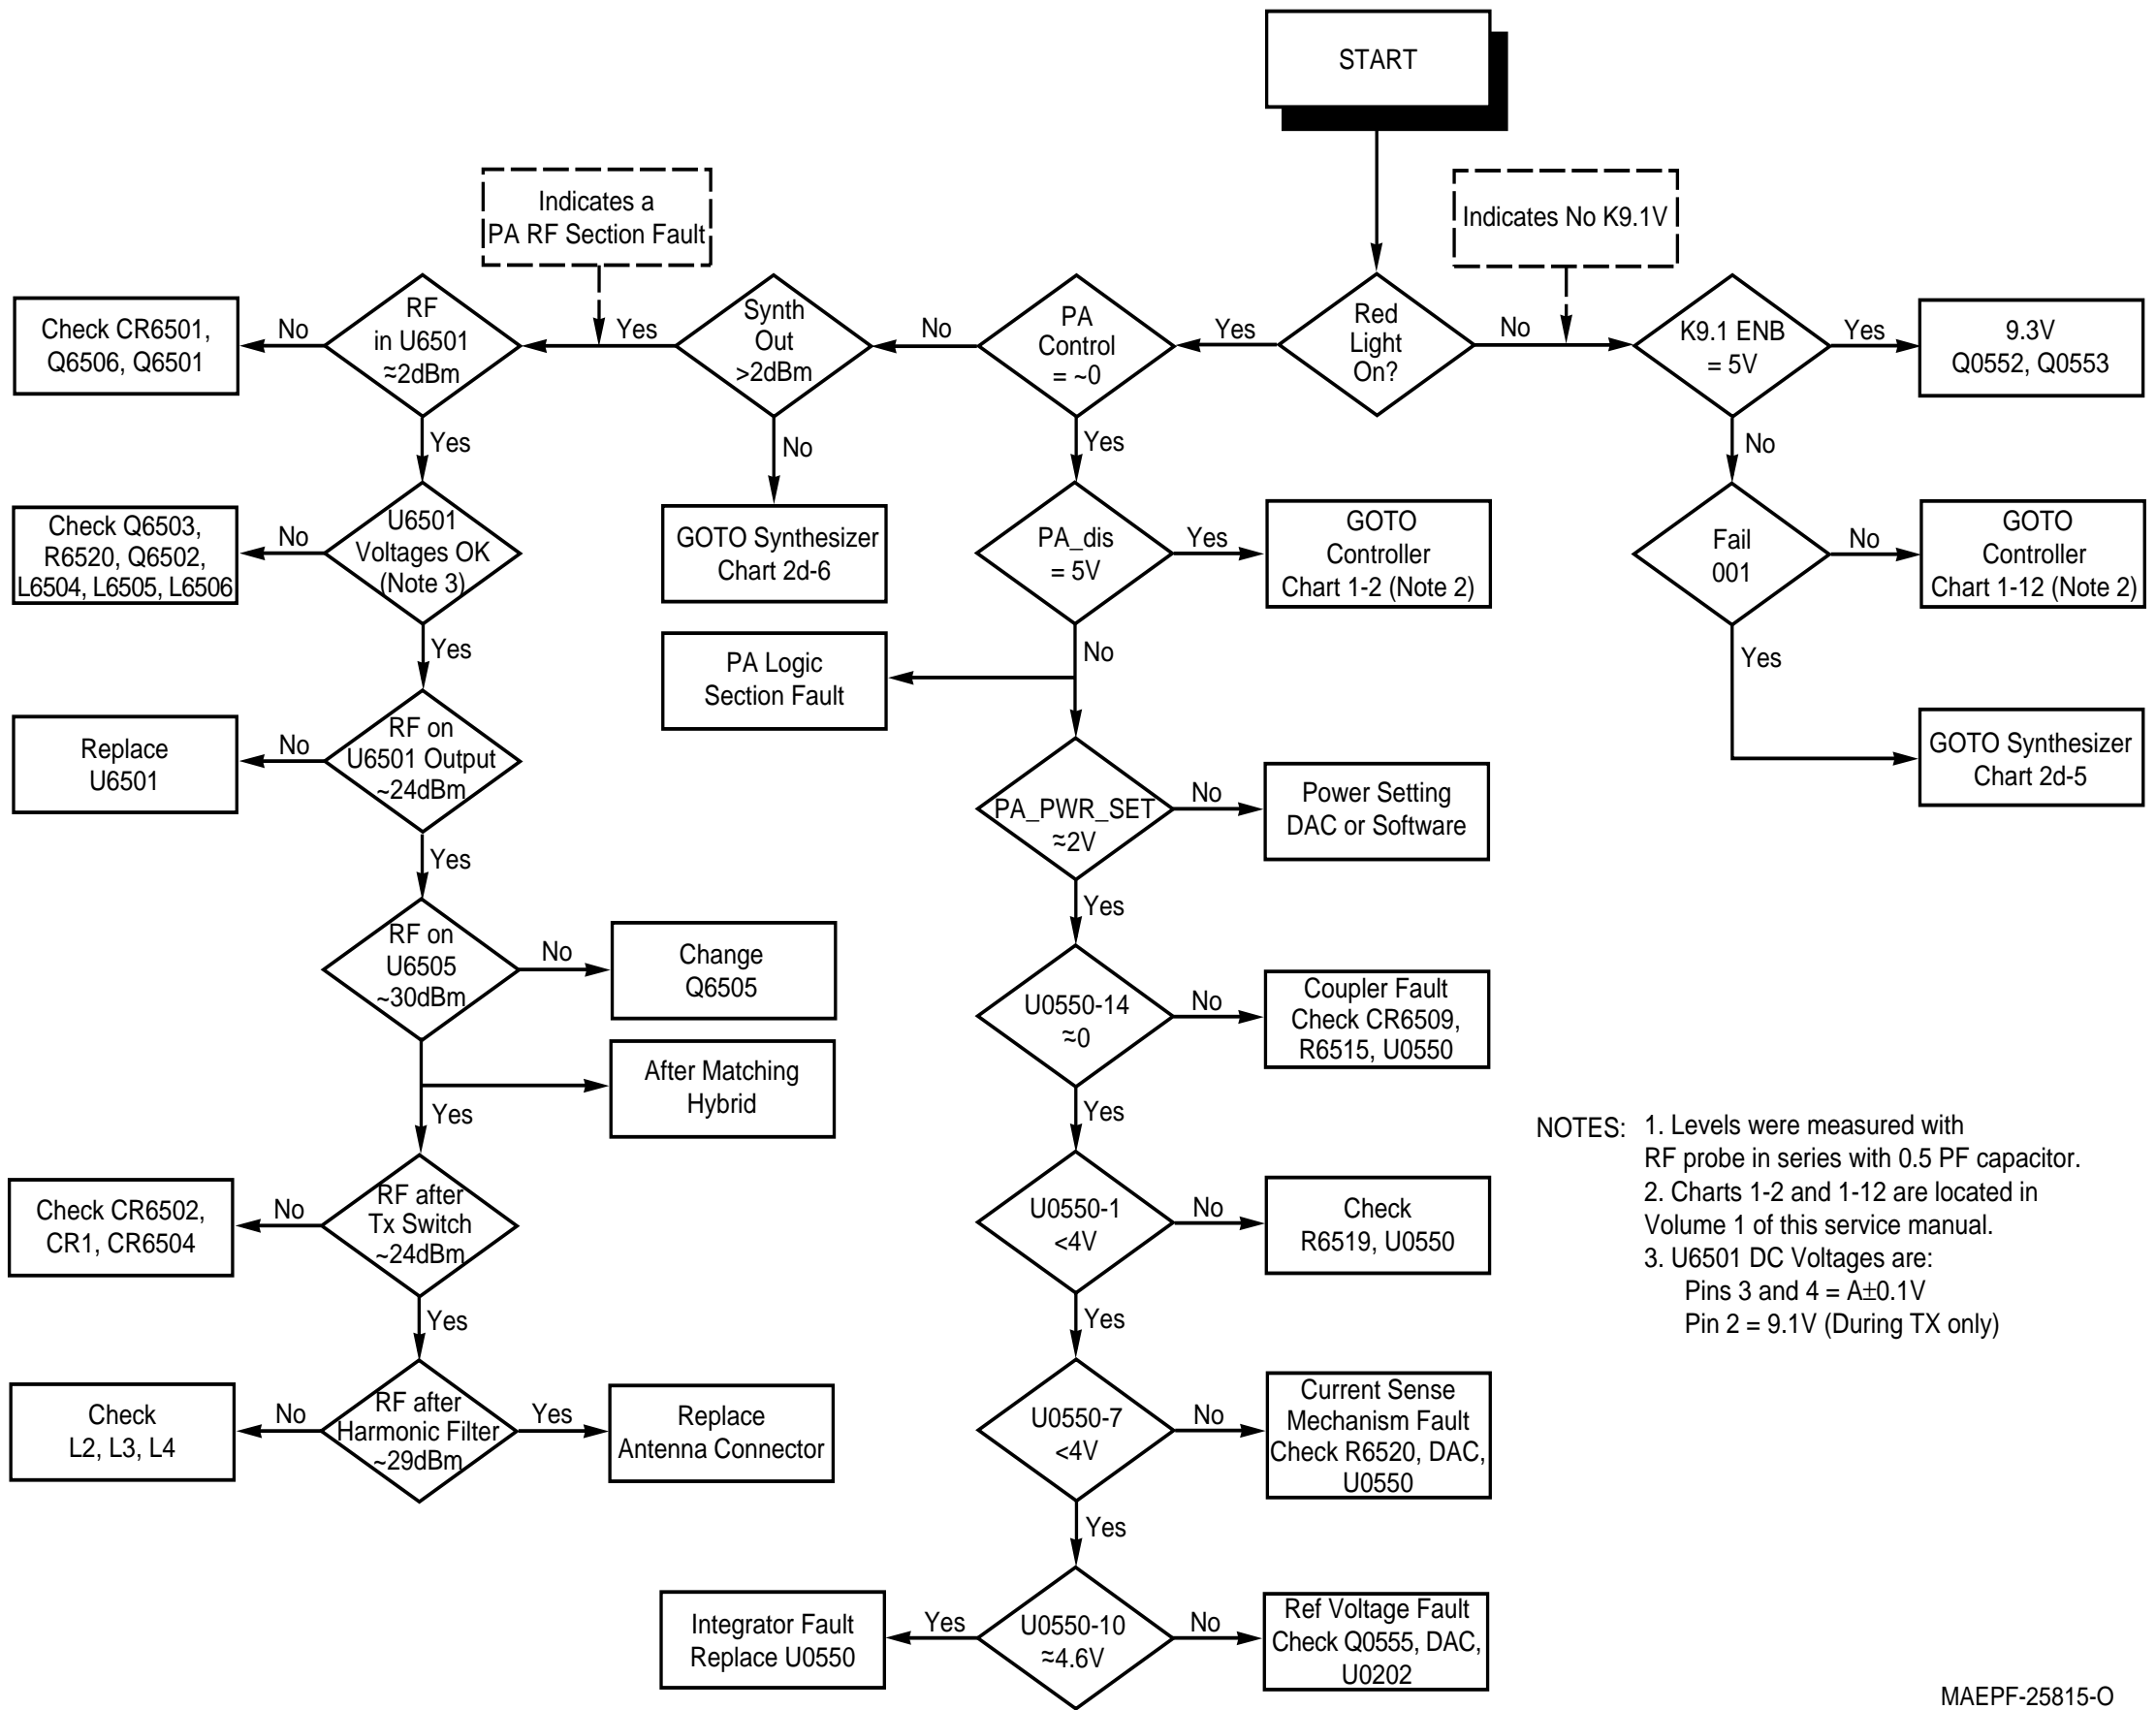 START
Indicates a
PA RF Section Fault
Indicates No K9.1V
Check CR6501,
Q6506, Q6501
No
RF
in U6501
≈2dBm
Yes
Synth
Out
>2dBm
No
PA
Control
= ~0
Yes
Red
Light
On?
No
K9.1 ENB
= 5V
Yes
9.3V
Q0552, Q0553
Yes
No
Yes
No
Check Q6503,
R6520, Q6502,
L6504, L6505, L6506
No
U6501
Voltages OK
(Note 3)
GOTO Synthesizer
Chart 2d-6
PA_dis
= 5V
Yes
GOTO
Controller
Chart 1-2 (Note 2)
Fail
001
No
GOTO
Controller
Chart 1-12 (Note 2)
Yes
PA Logic
Section Fault
No
Yes
Replace
U6501
No
RF on
U6501 Output
~24dBm
PA_PWR_SET
≈2V
No
Power Setting
DAC or Software
GOTO Synthesizer
Chart 2d-5
Yes
Yes
RF on
U6505
~30dBm
No
Change
Q6505
U0550-14
≈0
No
Coupler Fault
Check CR6509,
R6515, U0550
After Matching
Hybrid
Yes
Yes
Check CR6502,
CR1, CR6504
No
RF after
Tx Switch
~24dBm
U0550-1
<4V
No
Check
R6519, U0550
NOTES:
1. Levels were measured with
RF probe in series with 0.5 PF capacitor.
2. Charts 1-2 and 1-12 are located in
Volume 1 of this service manual.
3. U6501 DC Voltages are:
Pins 3 and 4 = A±0.1V
Pin 2 = 9.1V (During TX only)
Yes
Yes
Check
L2, L3, L4
No
RF after
Harmonic Filter
~29dBm
Yes
Replace
Antenna Connector
U0550-7
<4V
No
Current Sense
Mechanism Fault
Check R6520, DAC,
U0550
Yes
Integrator Fault
Replace U0550
Yes
U0550-10
≈4.6V
No
Ref Voltage Fault
Check Q0555, DAC,
U0202
MAEPF-25815-O